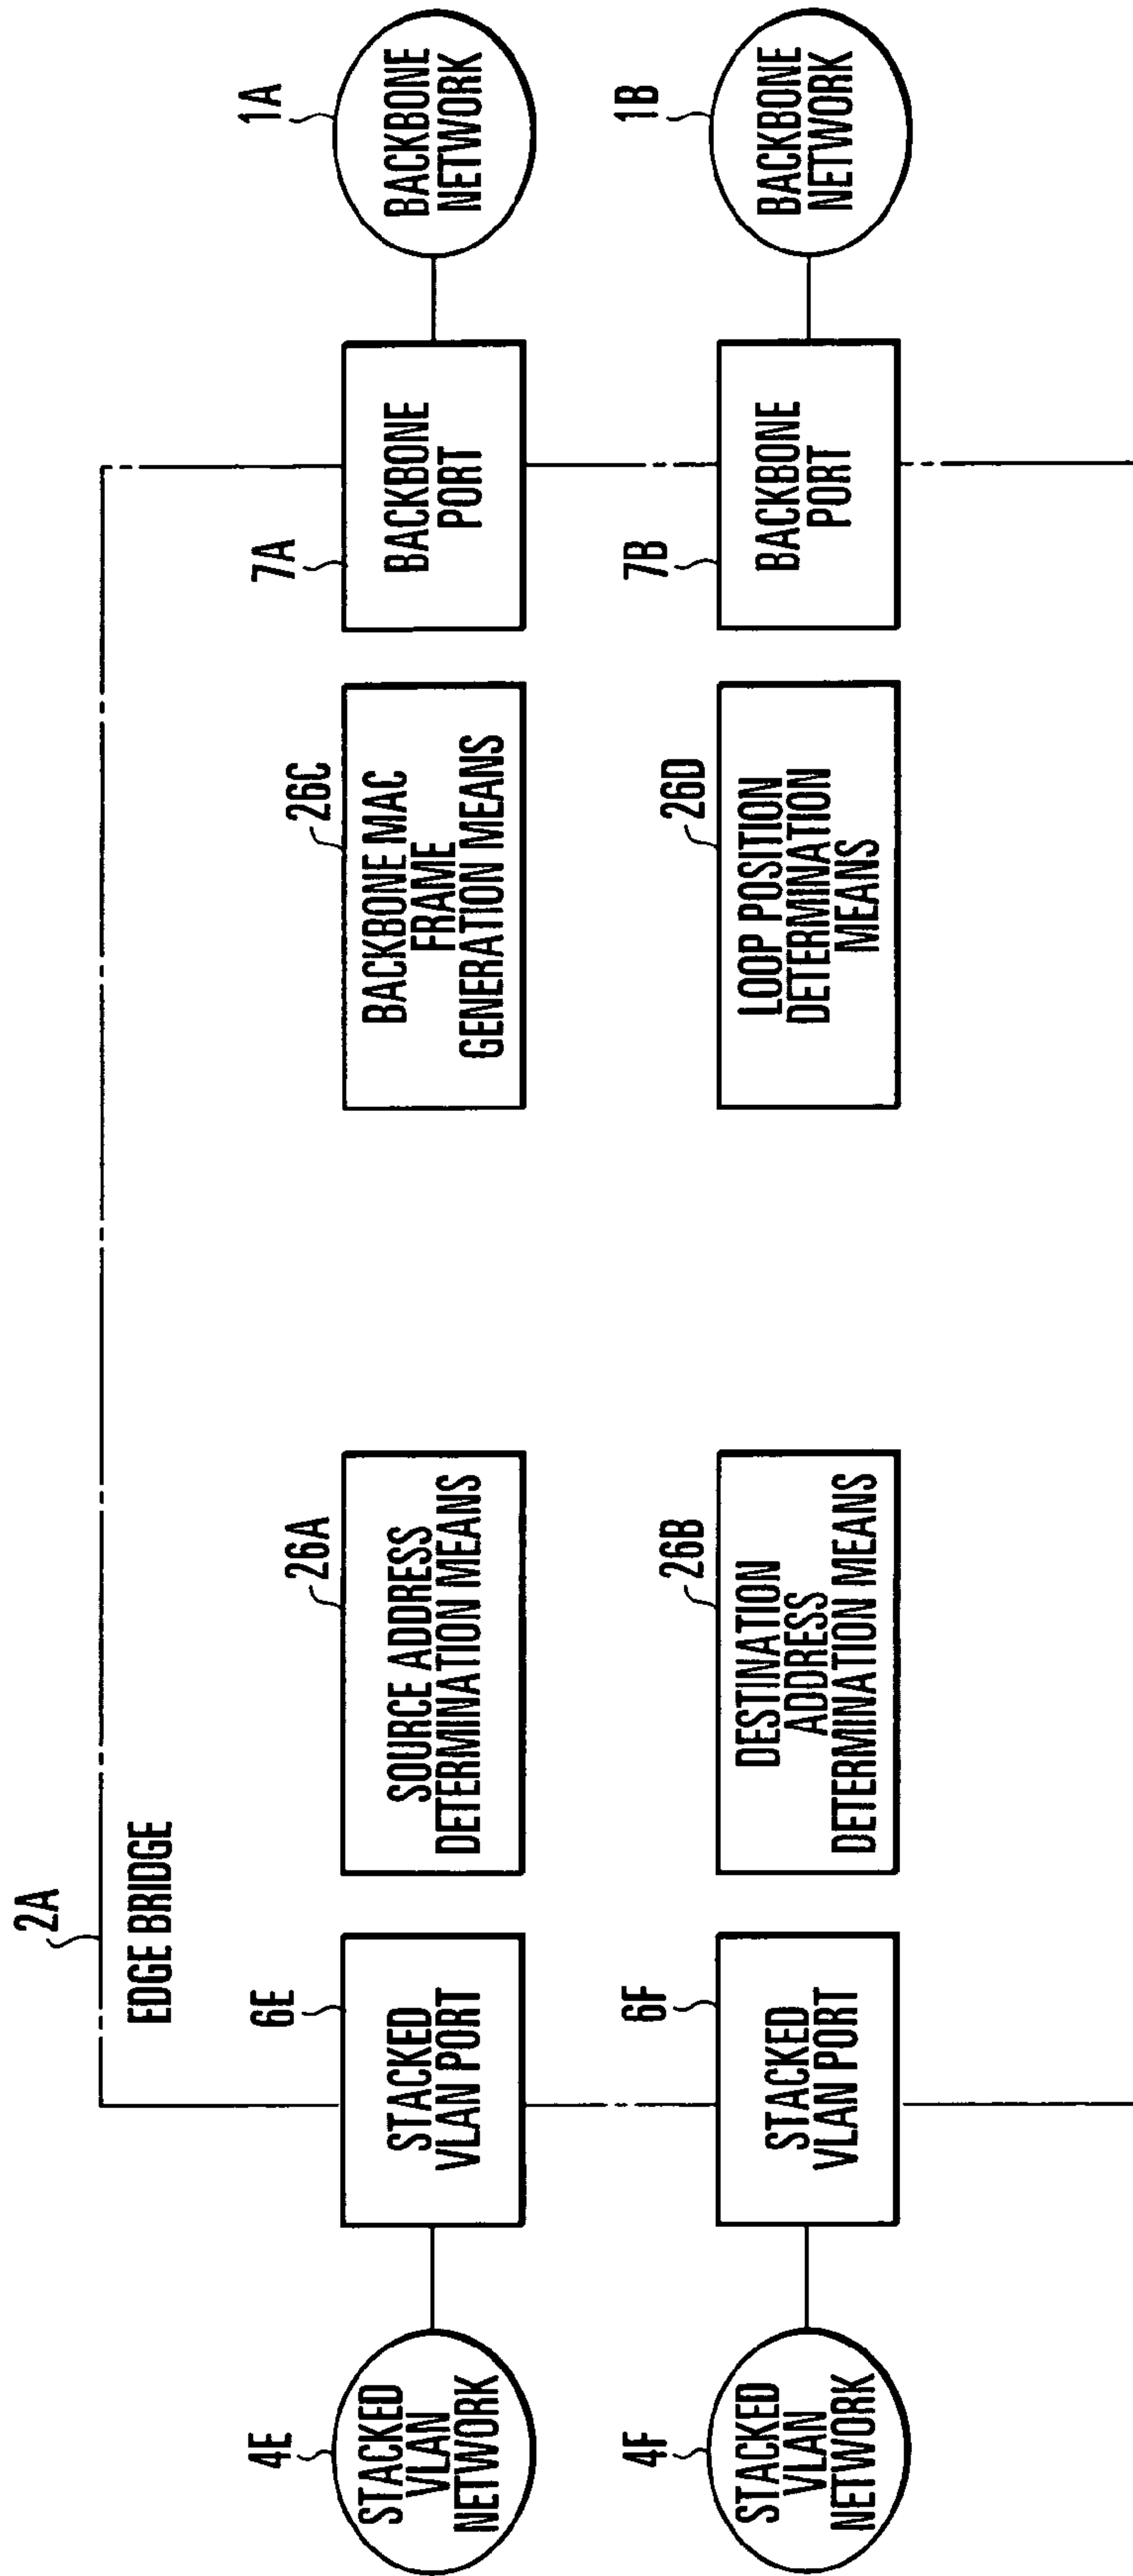 2A
EDGE BRIDGE
4E
STACKED
VLAN
NETWORK
6E
STACKED
VLAN PORT
26A
SOURCE ADDRESS
DETERMINATION MEANS
26C
BACKBONE MAC
FRAME
GENERATION MEANS
7A
BACKBONE
PORT
1A
BACKBONE
NETWORK
4F
STACKED
VLAN
NETWORK
6F
STACKED
VLAN PORT
26B
DESTINATION
ADDRESS
DETERMINATION MEANS
26D
LOOP POSITION
DETERMINATION
MEANS
7B
BACKBONE
PORT
1B
BACKBONE
NETWORK